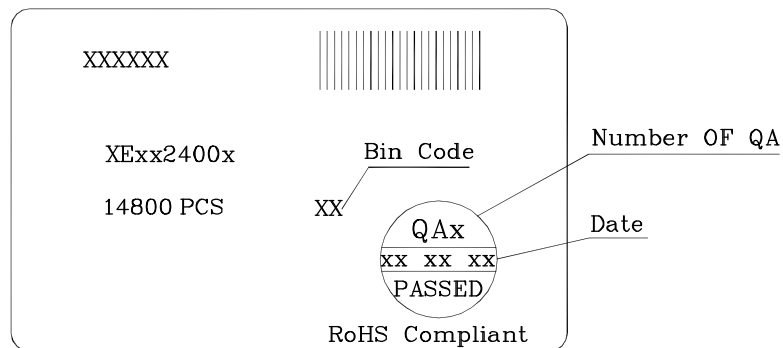 XXXXXX
Number OF QA
XExx2400x
Bin Code
14800 PCS
XX
QAx
Date
xx xx xx
PASSED
RoHS Compliant